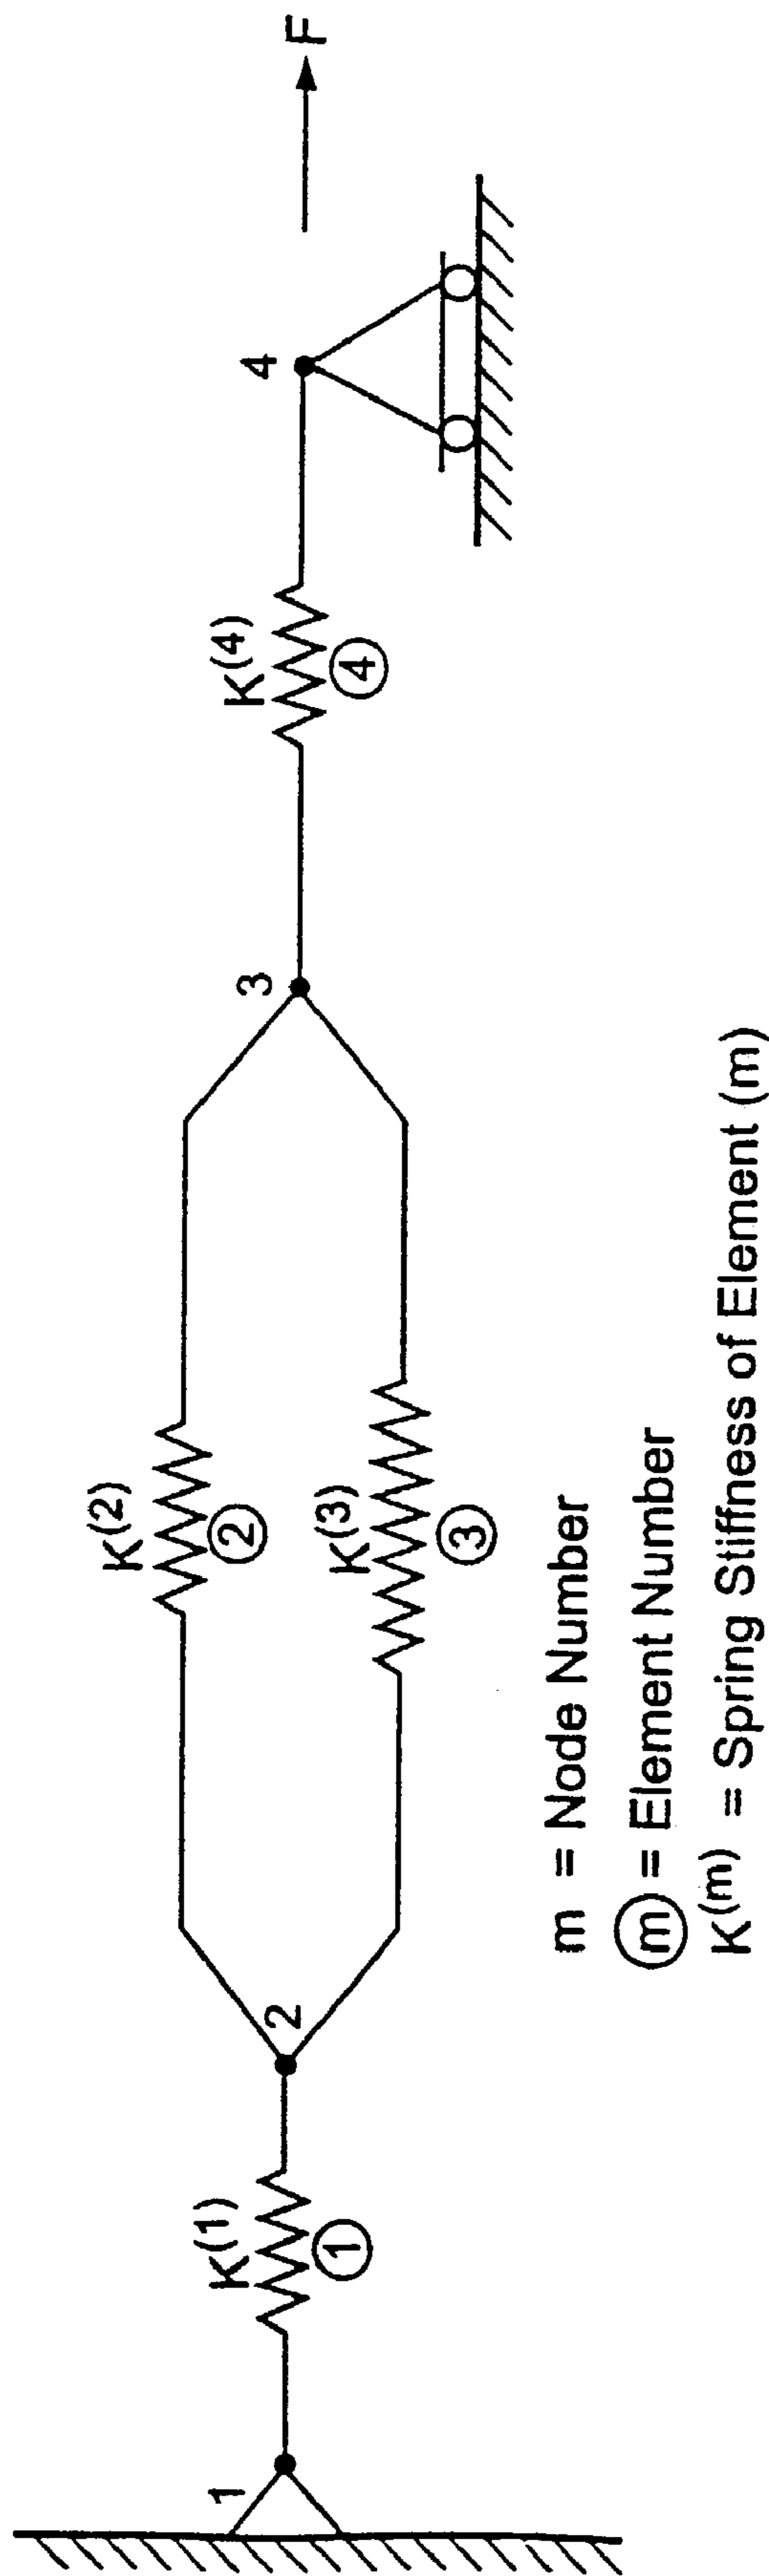 K(1)
K(2)
K(3)
K(4)
F
1
2
3
4
①
②
③
④
m = Node Number
ⓜ = Element Number
K(m) = Spring Stiffness of Element (m)